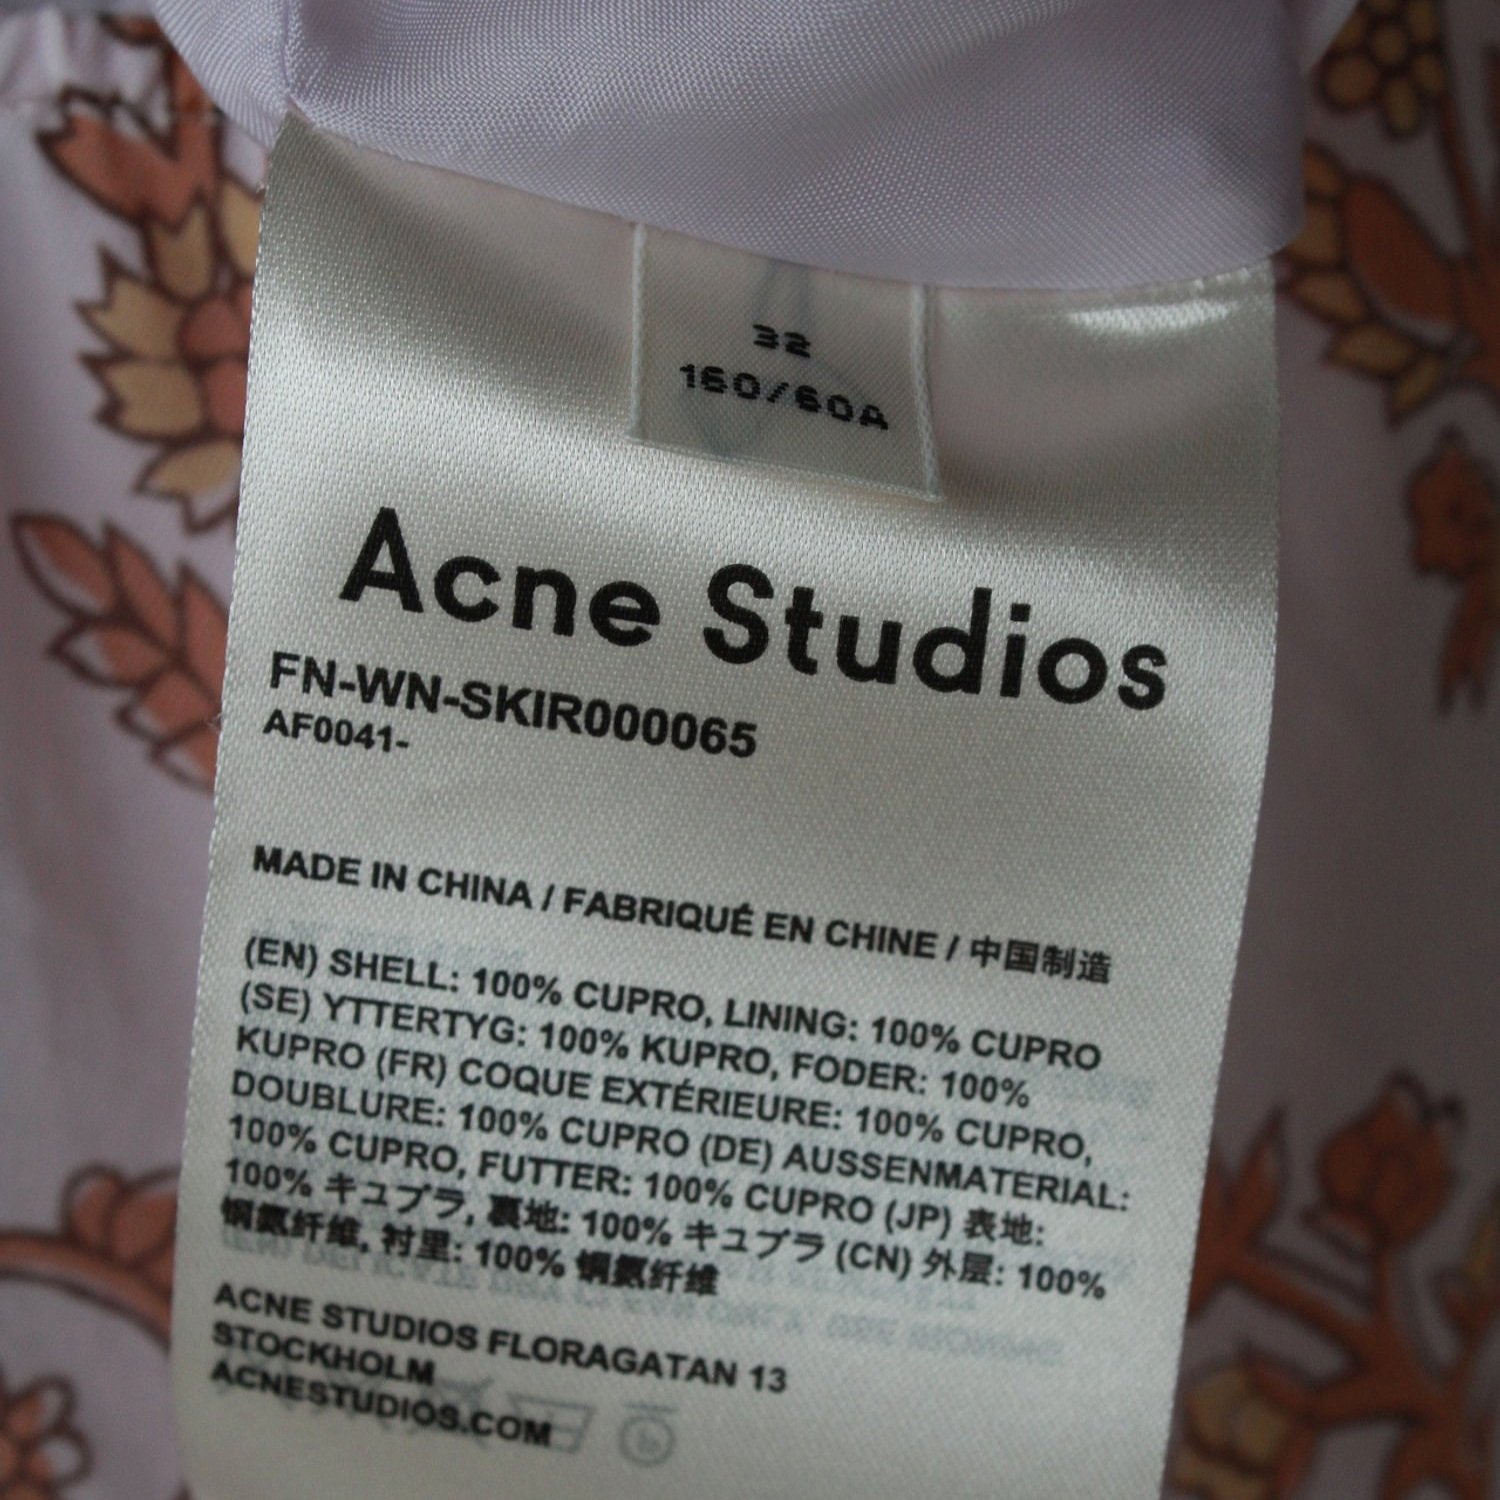 32
160/60A
Acne Studios
FN-WN-SKIR000065
AF0041-
MADE IN CHINA / FABRIQUÉ EN CHINE / 中国制造
(EN) SHELL: 100% CUPRO, LINING: 100% CUPRO
(SE) YTTERTYG: 100% KUPRO, FODER: 100%
KUPRO (FR) COQUE EXTÉRIEURE: 100% CUPRO,
DOUBLURE: 100% CUPRO (DE) AUSSENMATERIAL:
100% CUPRO, FUTTER: 100% CUPRO (JP) 表地:
100% キュプラ, 裏地: 100% キュプラ (CN) 外层: 100%
铜氨纤维, 衬里: 100% 铜氨纤维
ACNE STUDIOS FLORAGATAN 13
STOCKHOLM
ACNESTUDIOS.COM